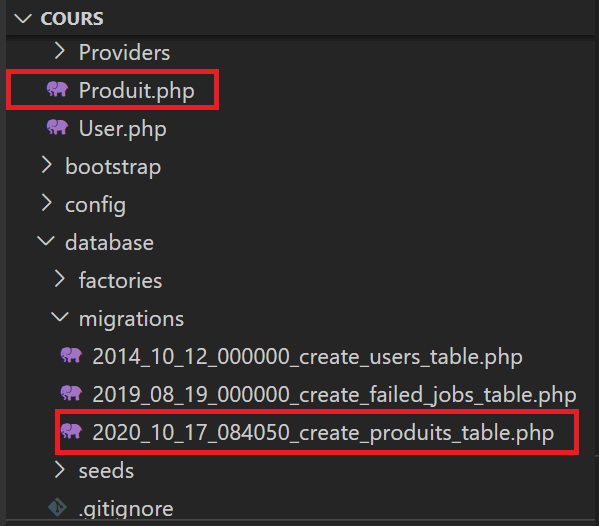 COURS
Providers
Produit.php
User.php
bootstrap
config
database
factories
migrations
2014_10_12_000000_create_users_table.php
2019_08_19_000000_create_failed_jobs_table.php
2020_10_17_084050_create_produits_table.php
seeds
.gitignore